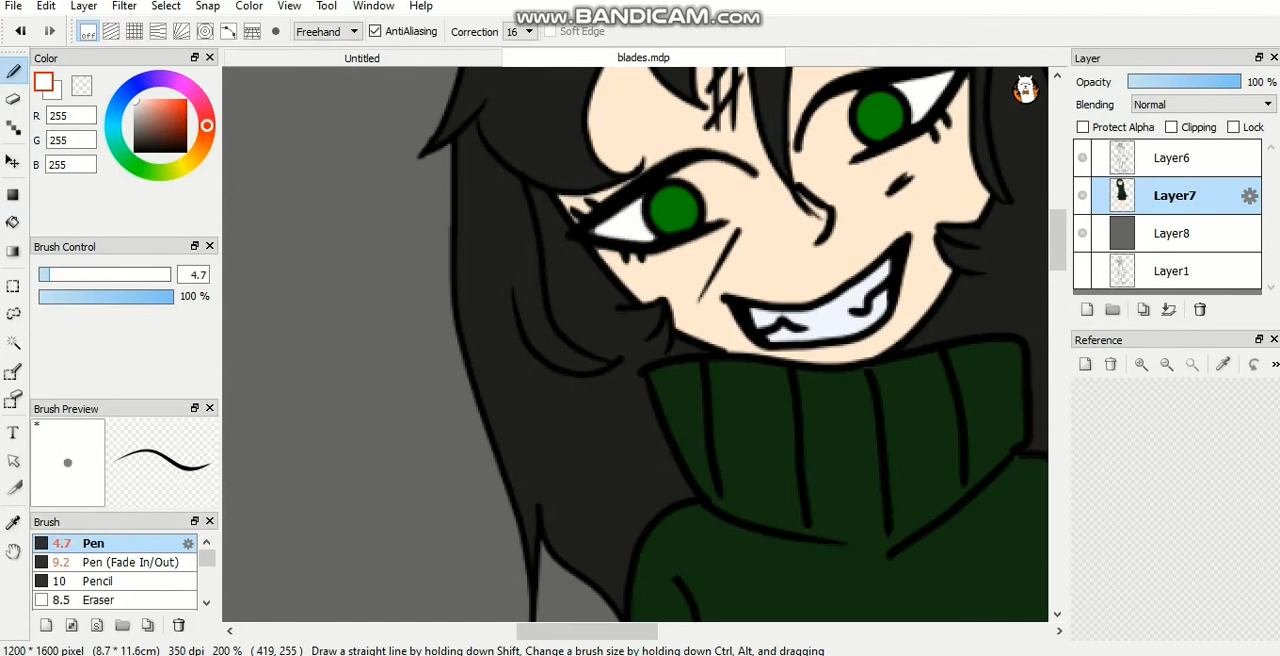 www.BANDICAM.com
File Edit Layer Filter Select Snap Color View Tool Window Help
off Freehand AntiAliasing Correction 16 Soft Edge
Color
Untitled
blades.mdp
Layer
R 255
G 255
B 255
Opacity 100 %
Blending Normal
Protect Alpha Clipping Lock
Layer6
Layer7
Layer8
Layer1
Brush Control
4.7
100 %
Reference
Brush Preview
*
Brush
4.7 Pen
9.2 Pen (Fade In/Out)
10 Pencil
8.5 Eraser
T
1200 * 1600 pixel (8.7 * 11.6cm) 350 dpi 200 % ( 419, 255 ) Draw a straight line by holding down Shift, Change a brush size by holding down Ctrl, Alt, and dragging